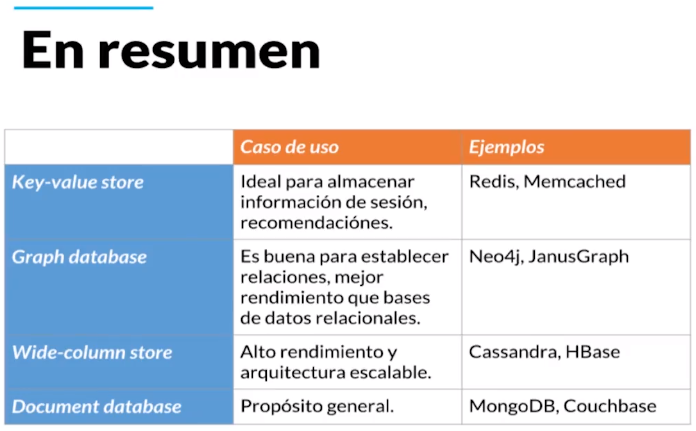 En resumen
Caso de uso
Ejemplos
Key-value store
Ideal para almacenar
información de sesión,
recomendaciónes.
Redis, Memcached
Graph database
Es buena para establecer
relaciones, mejor
rendimiento que bases
de datos relacionales.
Neo4j, JanusGraph
Wide-column store
Alto rendimiento y
arquitectura escalable.
Cassandra, HBase
Document database
Propósito general.
MongoDB, Couchbase